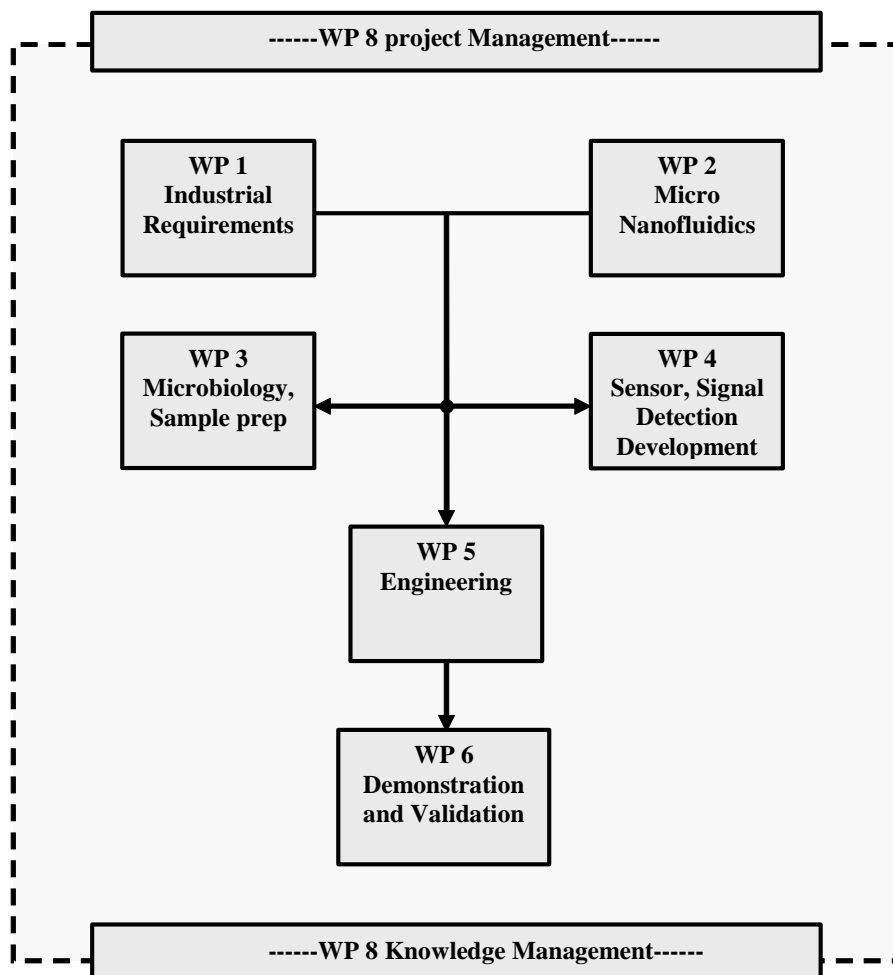 ------WP 8 project Management------
WP 1
Industrial
Requirements
WP 2
Micro
Nanofluidics
WP 3
Microbiology,
Sample prep
WP 4
Sensor, Signal
Detection
Development
WP 5
Engineering
WP 6
Demonstration
and Validation
------WP 8 Knowledge Management------